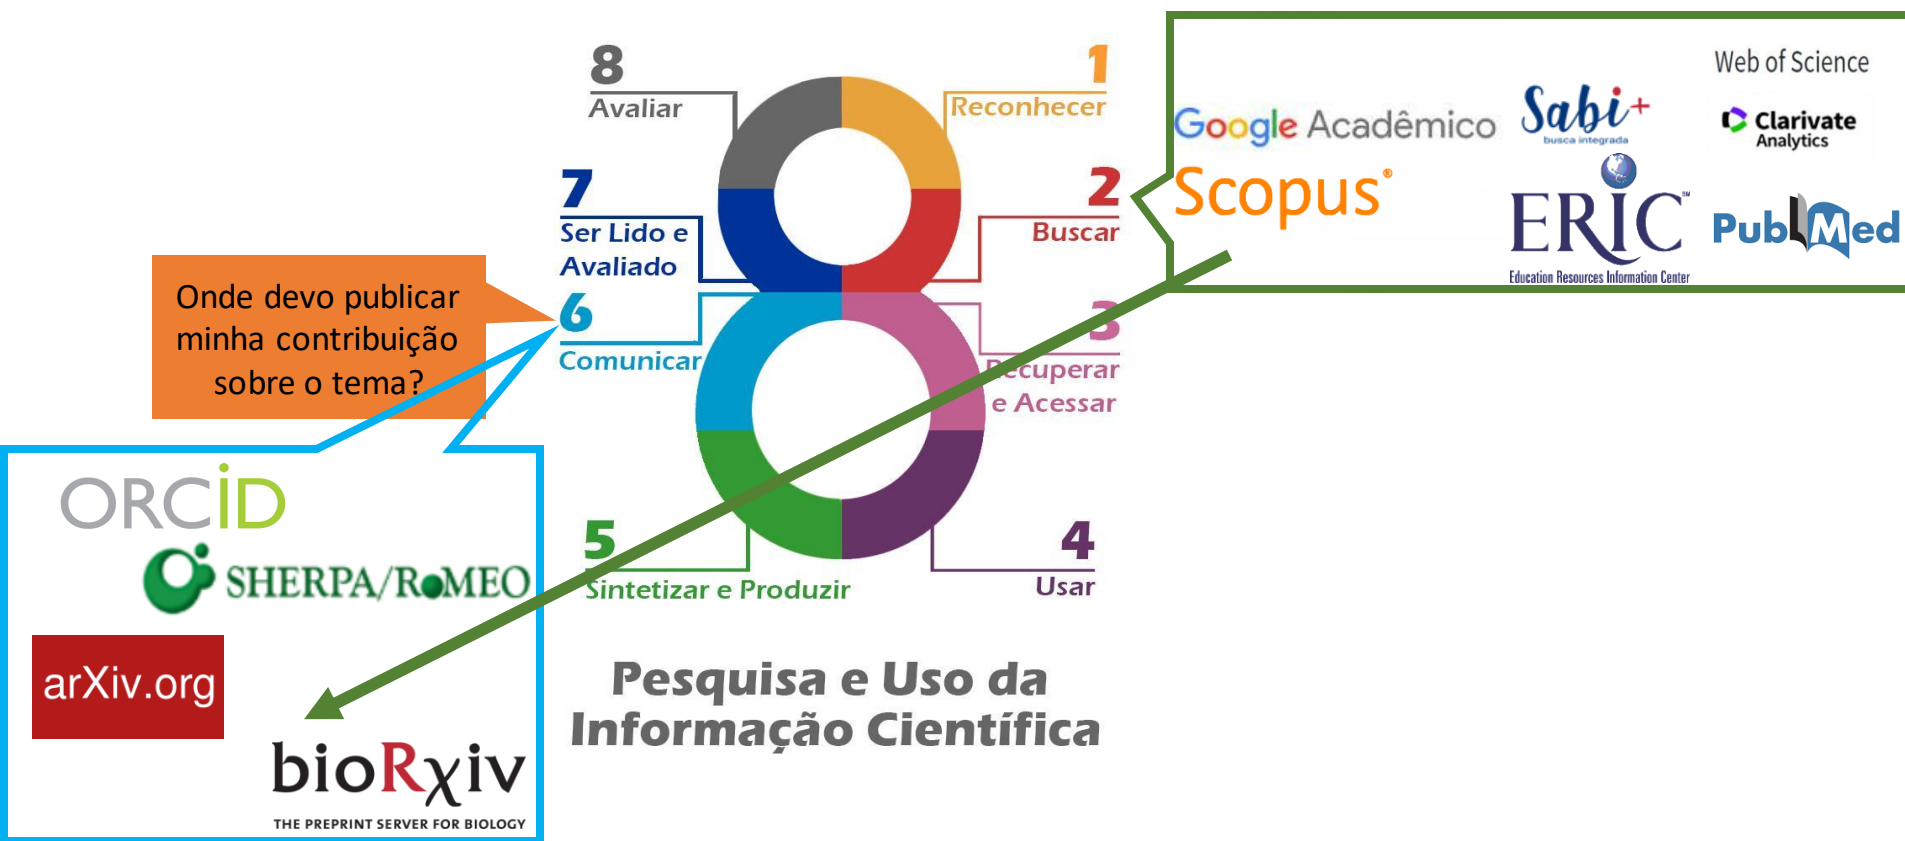 8
Avaliar
1
Reconhecer
7
Ser Lido e
Avaliado
2
Buscar
6
Comunicar
3
Recuperar
e Acessar
5
Sintetizar e Produzir
4
Usar
Pesquisa e Uso da
Informação Científica
Onde devo publicar
minha contribuição
sobre o tema?
ORCID
SHERPA/RoMEO
arXiv.org
bioRxiv
THE PREPRINT SERVER FOR BIOLOGY
Google Acadêmico
Scopus®
Sabi+
busca integrada
ERIC™
Education Resources Information Center
Web of Science
Clarivate
Analytics
PubMed